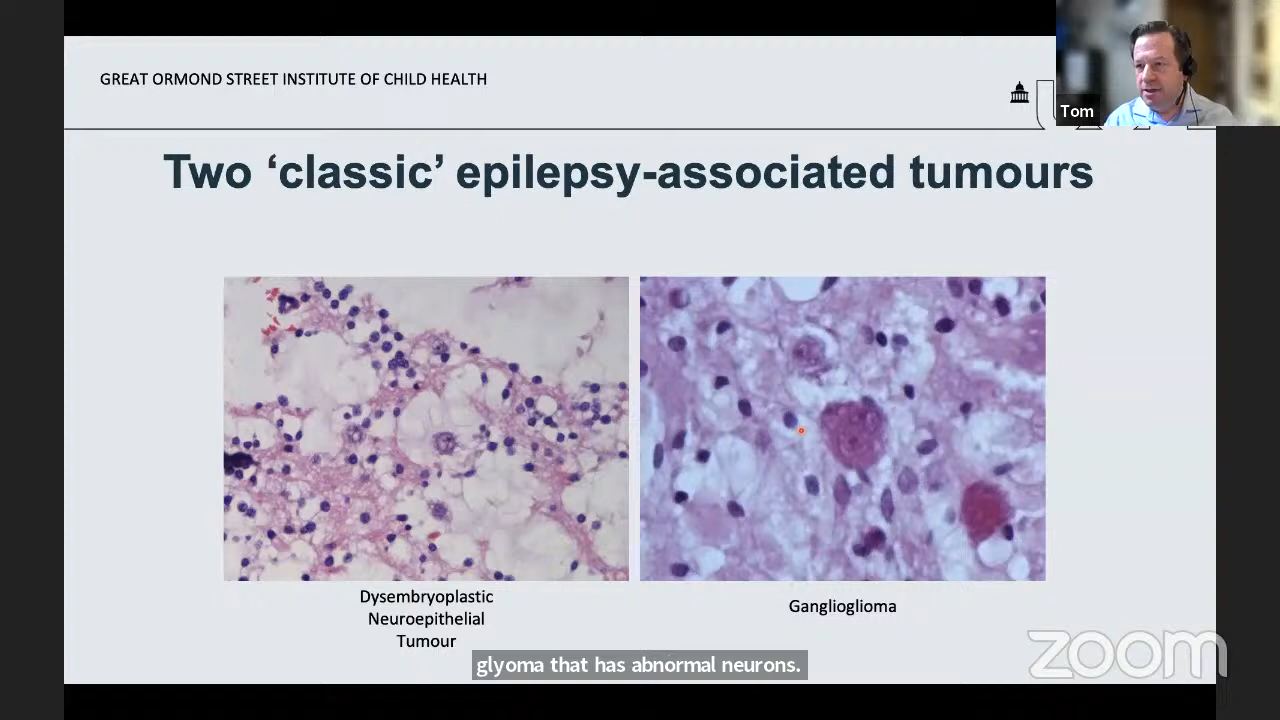 GREAT ORMOND STREET INSTITUTE OF CHILD HEALTH
Tom
Two ‘classic’ epilepsy-associated tumours
Dysembryoplastic
Neuroepithelial
Tumour
Ganglioglioma
glyoma that has abnormal neurons.
zoom